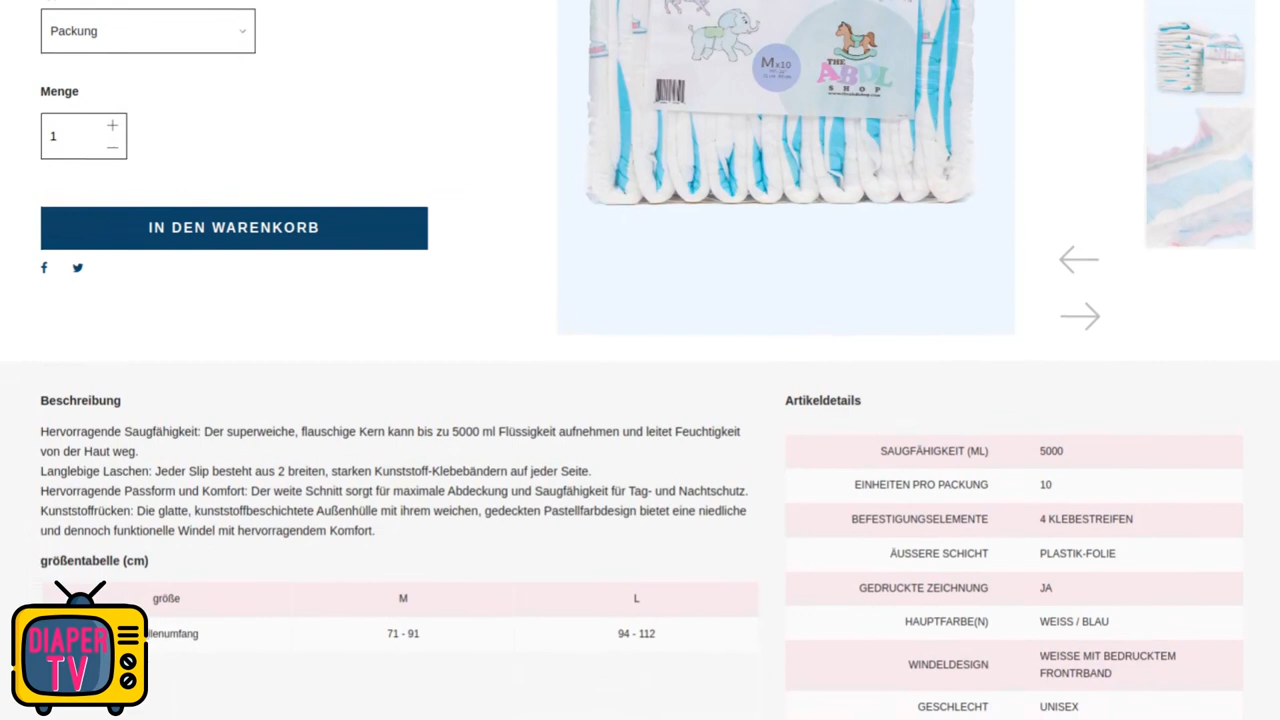 Packung
Menge
1
IN DEN WARENKORB
M x10
THE
ABDL
SHOP
Beschreibung
Hervorragende Saugfähigkeit: Der superweiche, flauschige Kern kann bis zu 5000 ml Flüssigkeit aufnehmen und leitet Feuchtigkeit
von der Haut weg.
Langlebige Laschen: Jeder Slip besteht aus 2 breiten, starken Kunststoff-Klebebändern auf jeder Seite.
Hervorragende Passform und Komfort: Der weite Schnitt sorgt für maximale Abdeckung und Saugfähigkeit für Tag- und Nachtschutz.
Kunststoffrücken: Die glatte, kunststoffbeschichtete Außenhülle mit ihrem weichen, gedeckten Pastellfarbdesign bietet eine niedliche
und dennoch funktionelle Windel mit hervorragendem Komfort.
größentabelle (cm)
größe M L
llenumfang 71 - 91 94 - 112
Artikeldetails
SAUGFÄHIGKEIT (ML) 5000
EINHEITEN PRO PACKUNG 10
BEFESTIGUNGSELEMENTE 4 KLEBESTREIFEN
ÄUSSERE SCHICHT PLASTIK-FOLIE
GEDRUCKTE ZEICHNUNG JA
HAUPTFARBE(N) WEISS / BLAU
WINDELDESIGN WEISSE MIT BEDRUCKTEM
FRONTRBAND
GESCHLECHT UNISEX
DIAPER
TV